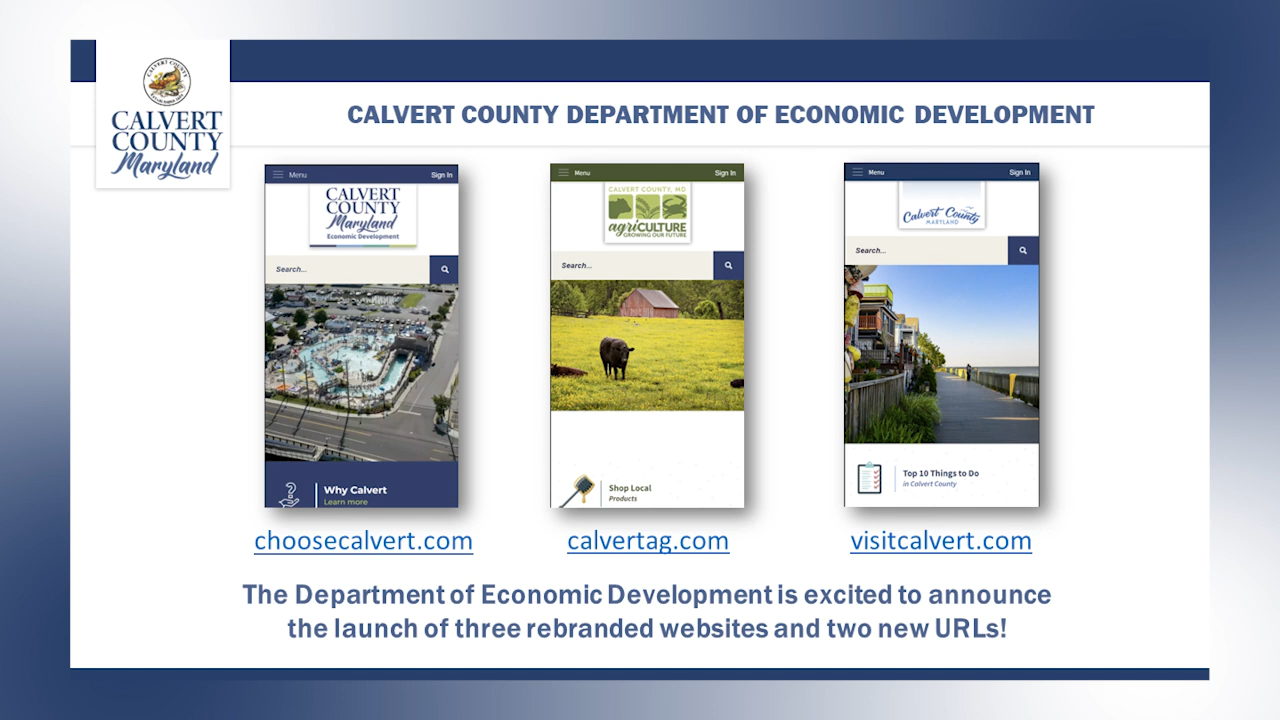 CALVERT COUNTY
CALVERT
COUNTY
Maryland
CALVERT COUNTY DEPARTMENT OF ECONOMIC DEVELOPMENT
Menu Sign In
CALVERT
COUNTY
Maryland
Economic Development
Search...
Why Calvert
Learn more
choosecalvert.com
Menu Sign In
CALVERT COUNTY, MD
agriCULTURE
GROWING OUR FUTURE
Search...
Shop Local
Products
calvertag.com
Menu Sign In
Calvert County
MARYLAND
Search...
Top 10 Things to Do
in Calvert County
visitcalvert.com
The Department of Economic Development is excited to announce
the launch of three rebranded websites and two new URLs!